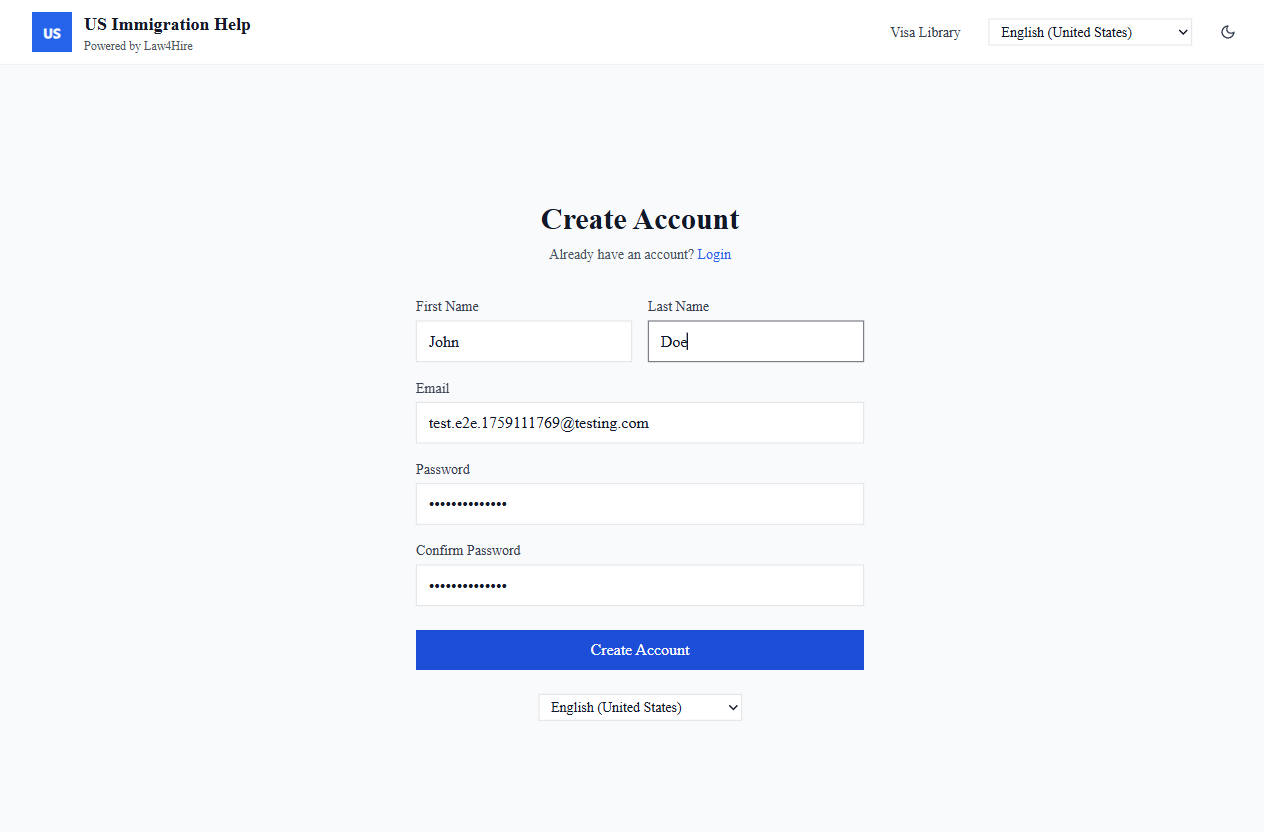 US
US Immigration Help
Powered by Law4Hire
Visa Library
English (United States)
Create Account
Already have an account? Login
First Name
Last Name
John
Doe
Email
test.e2e.1759111769@testing.com
Password
••••••••••••••
Confirm Password
••••••••••••••
Create Account
English (United States)